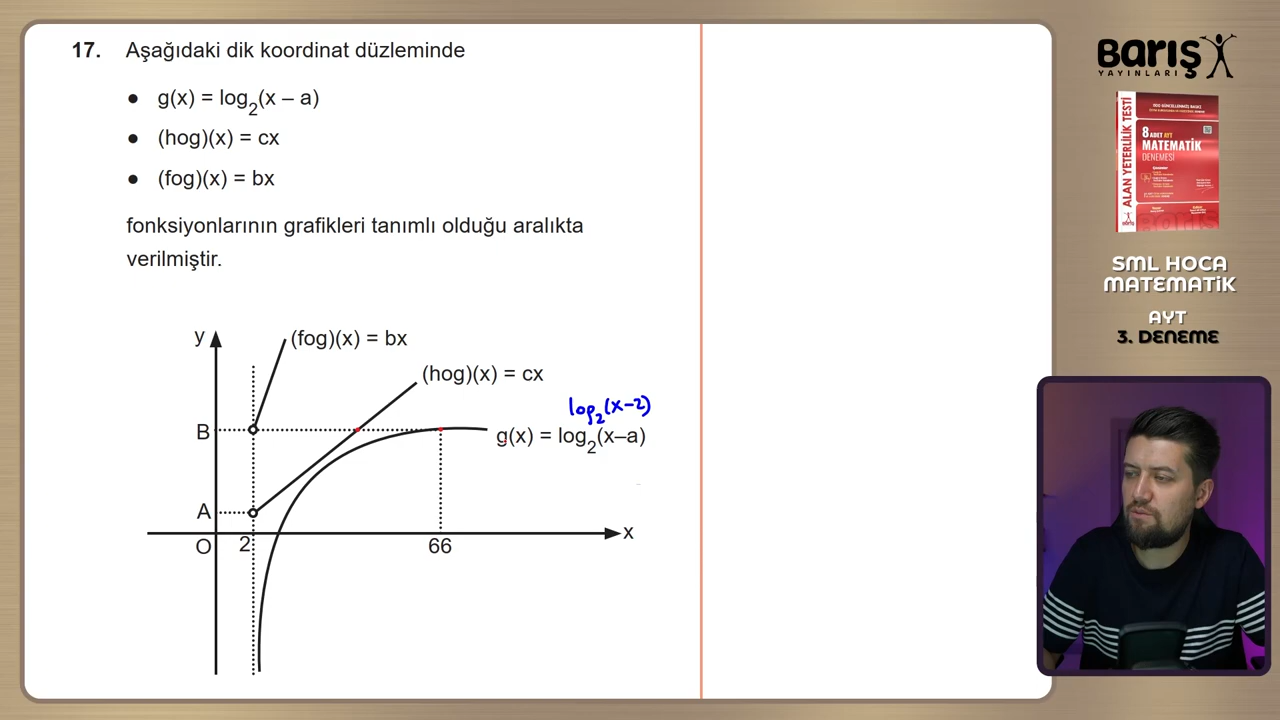 17. Aşağıdaki dik koordinat düzleminde
● g(x) = log₂(x – a)
● (hog)(x) = cx
● (fog)(x) = bx
fonksiyonlarının grafikleri tanımlı olduğu aralıkta
verilmiştir.
y
(fog)(x) = bx
(hog)(x) = cx
log₂(x-2)
B
g(x) = log₂(x–a)
A
O
2
66
x
BARIŞ
YAYINLARI
ALAN YETERLİLİK TESTİ
8 ADET AYT
MATEMATİK
DENEMESİ
BARIŞ
SML HOCA
MATEMATİK
AYT
3. DENEME